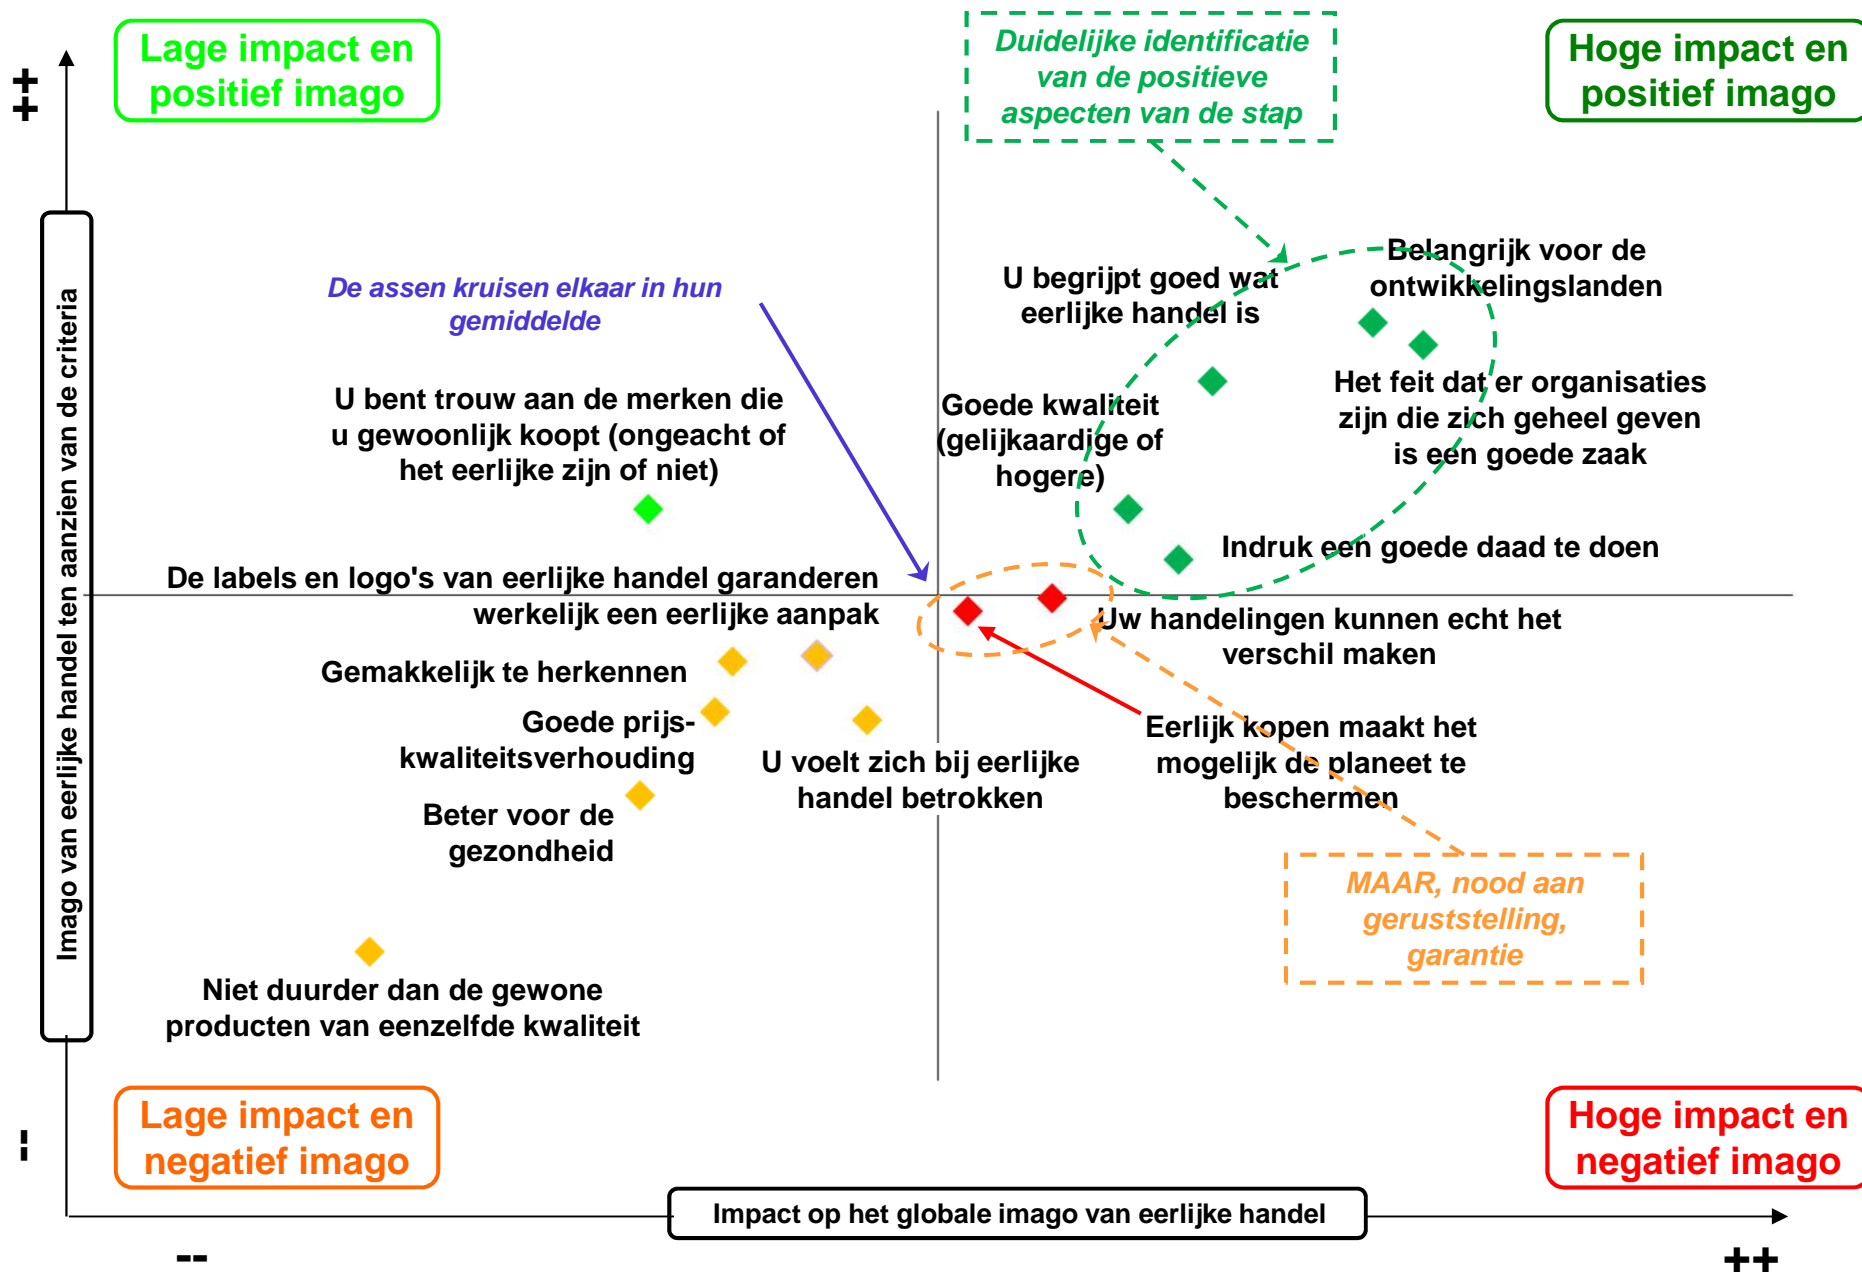 Lage impact en
positief imago
Duidelijke identificatie
van de positieve
aspecten van de stap
Hoge impact en
positief imago
++
Imago van eerlijke handel ten aanzien van de criteria
--
De assen kruisen elkaar in hun
gemiddelde
U begrijpt goed wat
eerlijke handel is
Belangrijk voor de
ontwikkelingslanden
U bent trouw aan de merken die
u gewoonlijk koopt (ongeacht of
het eerlijke zijn of niet)
Goede kwaliteit
(gelijkaardige of
hogere)
Het feit dat er organisaties
zijn die zich geheel geven
is een goede zaak
Indruk een goede daad te doen
De labels en logo's van eerlijke handel garanderen
werkelijk een eerlijke aanpak
Uw handelingen kunnen echt het
verschil maken
Gemakkelijk te herkennen
Goede prijs-
kwaliteitsverhouding
U voelt zich bij eerlijke
handel betrokken
Eerlijk kopen maakt het
mogelijk de planeet te
beschermen
Beter voor de
gezondheid
MAAR, nood aan
geruststelling,
garantie
Niet duurder dan de gewone
producten van eenzelfde kwaliteit
Lage impact en
negatief imago
Hoge impact en
negatief imago
Impact op het globale imago van eerlijke handel
--
++